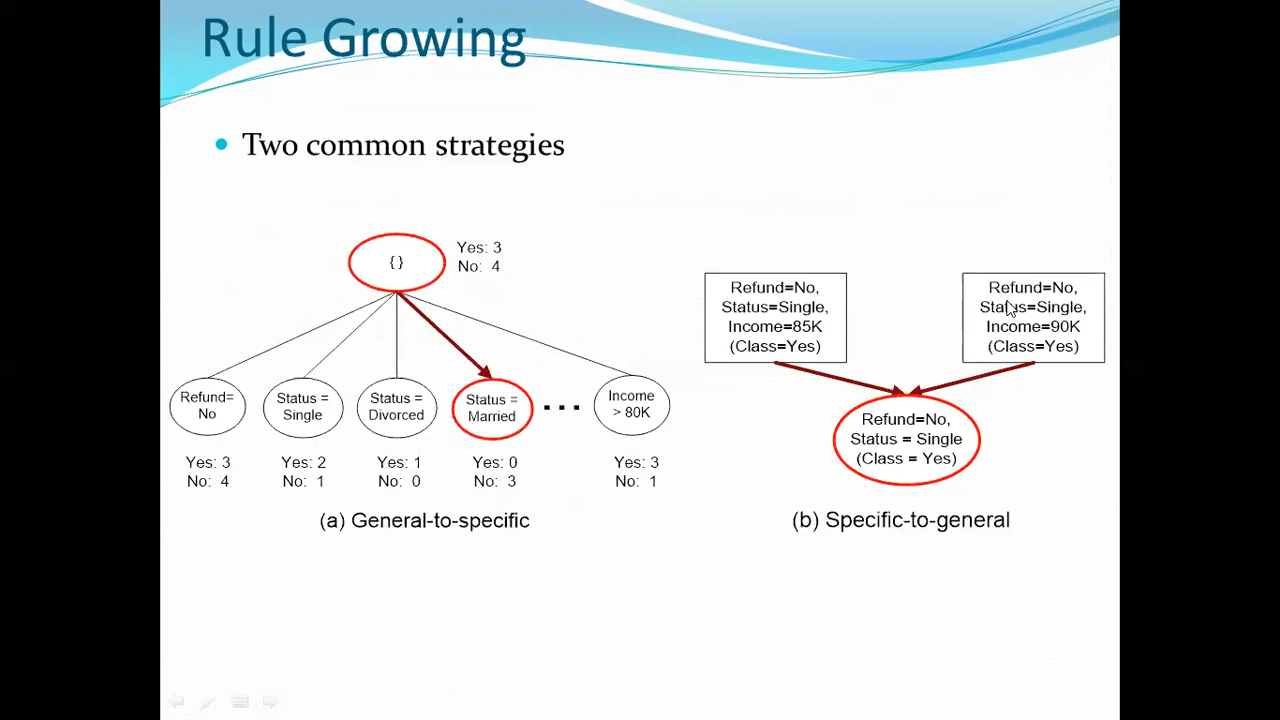 Rule Growing
• Two common strategies
{ }
Yes: 3
No: 4
Refund=
No
Status =
Single
Status =
Divorced
Status =
Married
...
Income
> 80K
Yes: 3
No: 4
Yes: 2
No: 1
Yes: 1
No: 0
Yes: 0
No: 3
Yes: 3
No: 1
(a) General-to-specific
Refund=No,
Status=Single,
Income=85K
(Class=Yes)
Refund=No,
Status=Single,
Income=90K
(Class=Yes)
Refund=No,
Status = Single
(Class = Yes)
(b) Specific-to-general